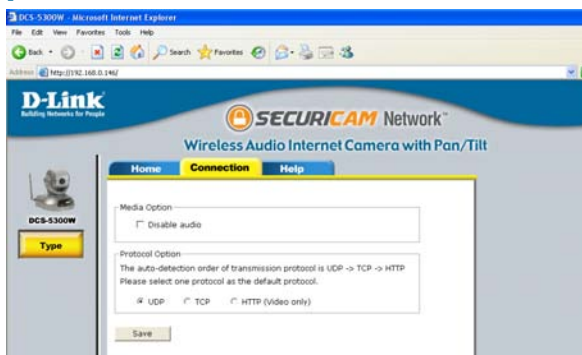 DCS-5300W - Microsoft Internet Explorer
File Edit View Favorites Tools Help
Back Search Favorites
Address http://192.168.0.146/
D-Link
Building Networks for People
SECURICAM Network™
Wireless Audio Internet Camera with Pan/Tilt
Home Connection Help
DCS-5300W
Type
Media Option
Disable audio
Protocol Option
The auto-detection order of transmission protocol is UDP -> TCP -> HTTP
Please select one protocol as the default protocol.
UDP TCP HTTP (Video only)
Save